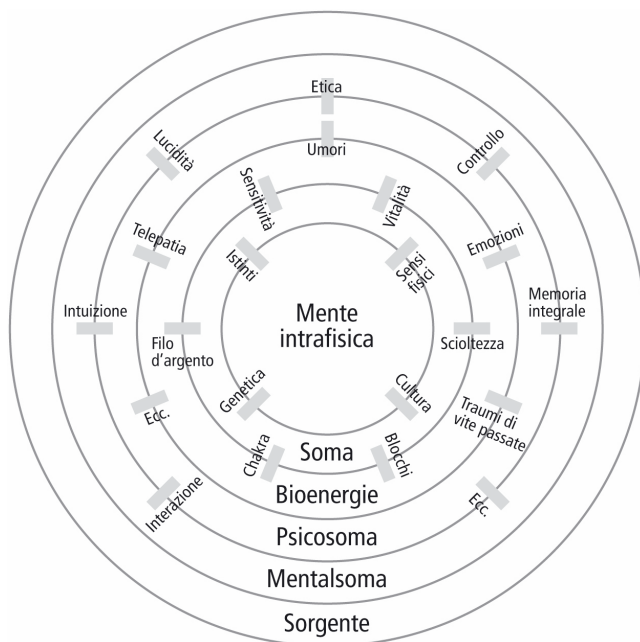 Etica
Umori
Lucidità
Controllo
Sensitività
Vitalità
Telepatia
Emozioni
Istinti
Sensi
fisici
Intuizione
Memoria
integrale
Mente
intrafisica
Filo
d'argento
Scioltezza
Genetica
Cultura
Ecc.
Traumi di
vite passate
Chakra
Blocchi
Soma
Bioenergie
Interazione
Ecc.
Psicosoma
Mentalsoma
Sorgente